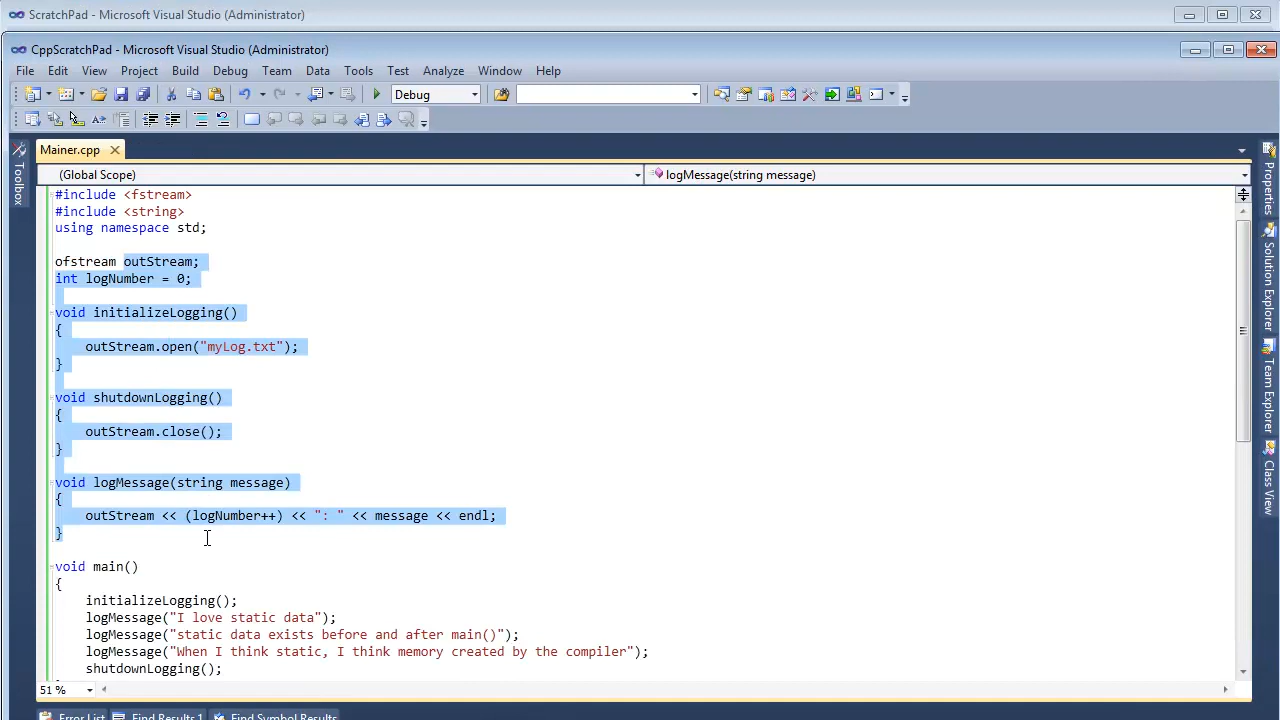 ScratchPad - Microsoft Visual Studio (Administrator)
CppScratchPad - Microsoft Visual Studio (Administrator)
File Edit View Project Build Debug Team Data Tools Test Analyze Window Help
Debug
Mainer.cpp
(Global Scope) logMessage(string message)
#include <fstream>
#include <string>
using namespace std;
ofstream outStream;
int logNumber = 0;
void initializeLogging()
{
outStream.open("myLog.txt");
}
void shutdownLogging()
{
outStream.close();
}
void logMessage(string message)
{
outStream << (logNumber++) << ": " << message << endl;
}
void main()
{
initializeLogging();
logMessage("I love static data");
logMessage("static data exists before and after main()");
logMessage("When I think static, I think memory created by the compiler");
shutdownLogging();
51 %
Error List Find Results 1 Find Symbol Results
Toolbox
Properties
Solution Explorer
Team Explorer
Class View